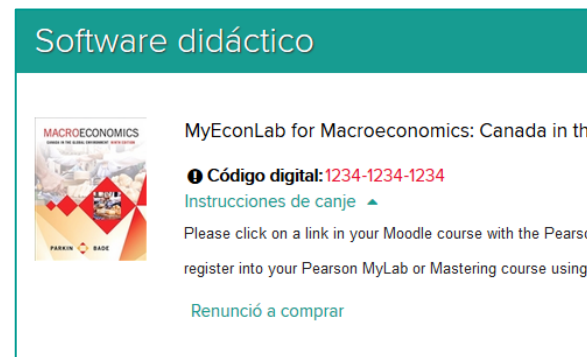 Software didáctico
MACROECONOMICS
CANADA IN THE GLOBAL ENVIRONMENT NINTH EDITION
PARKIN BADE
MyEconLab for Macroeconomics: Canada in th
Código digital: 1234-1234-1234
Instrucciones de canje
Please click on a link in your Moodle course with the Pearso
register into your Pearson MyLab or Mastering course using
Renunció a comprar